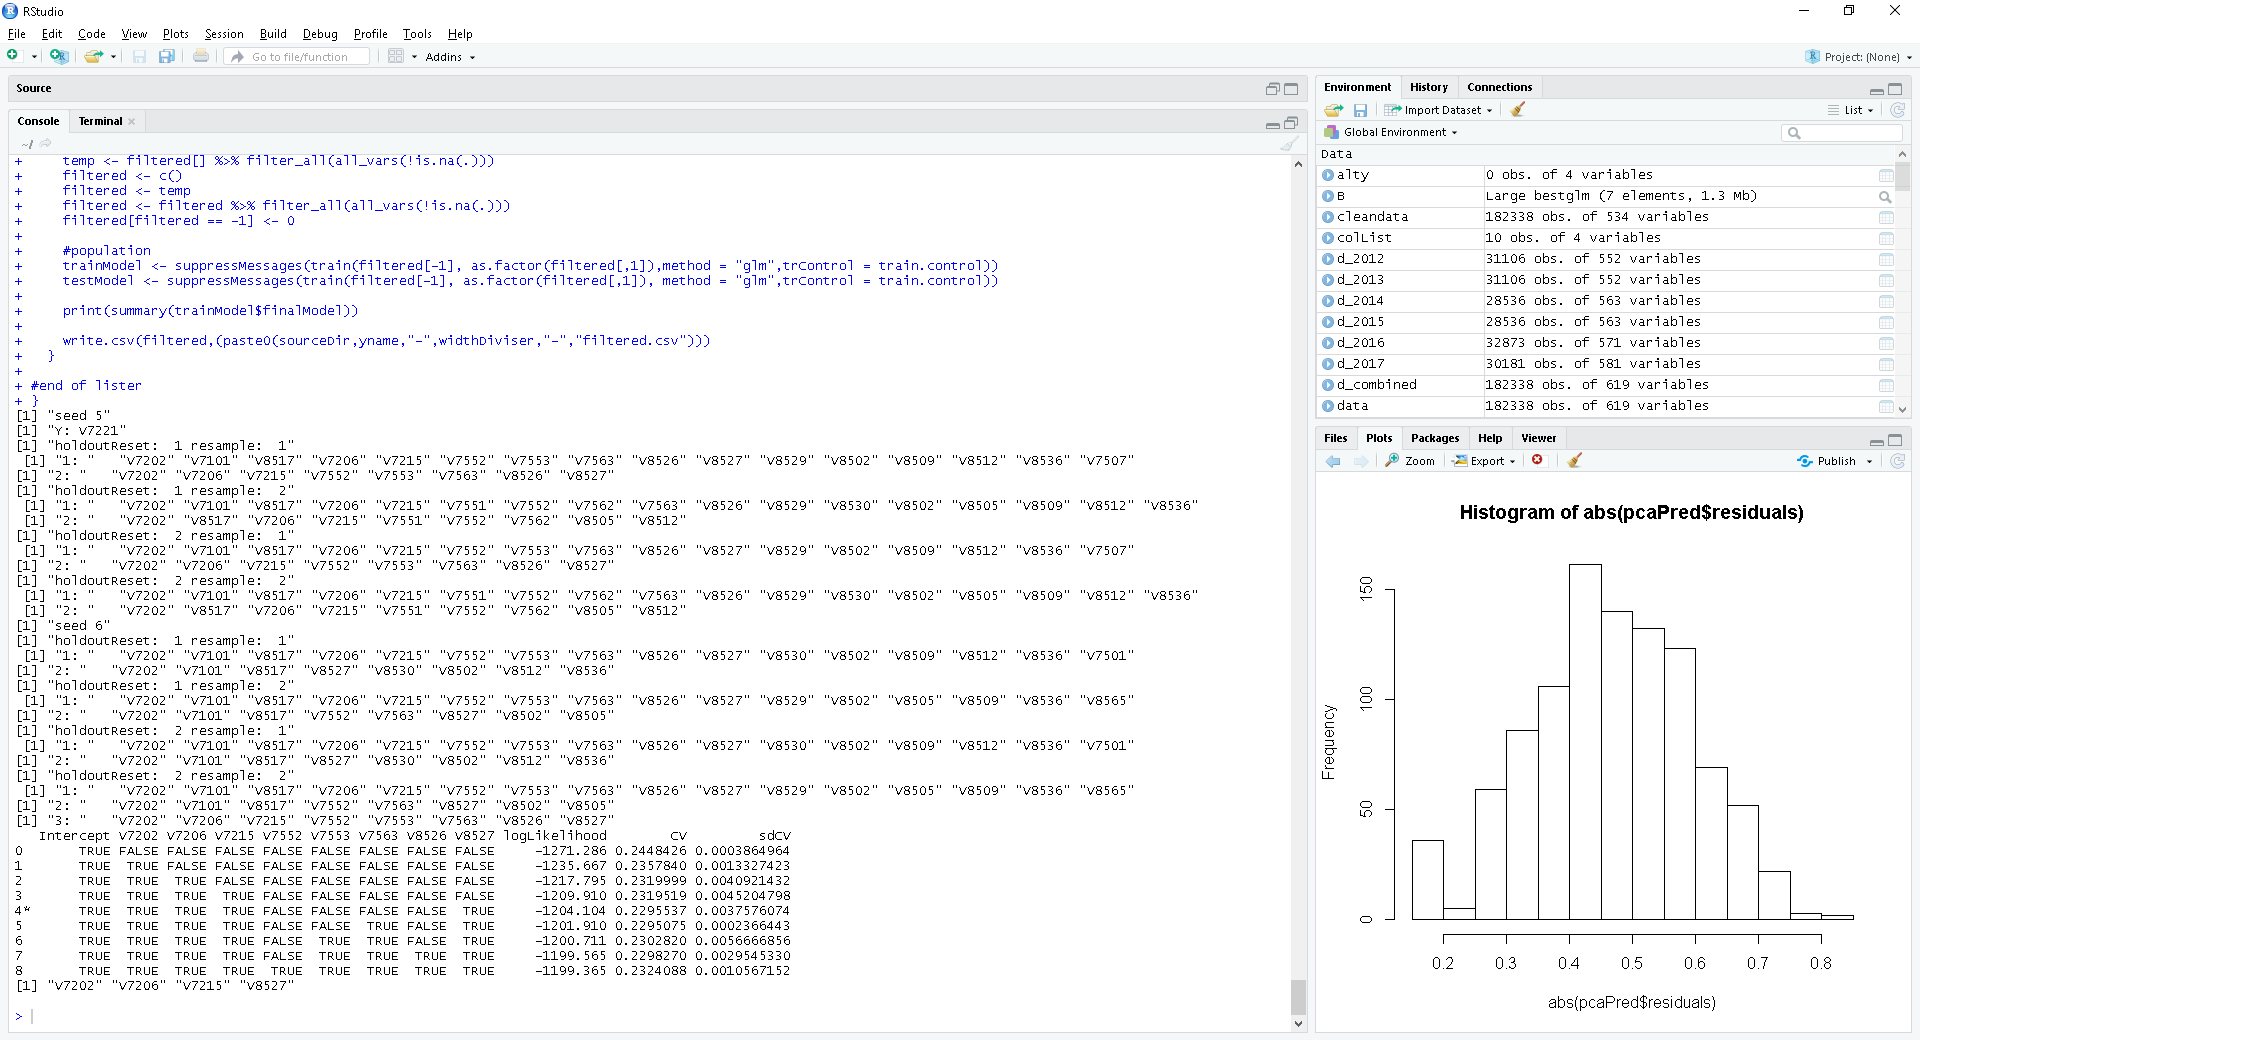 RStudio
File Edit Code View Plots Session Build Debug Profile Tools Help
Go to file/function Addins Project: (None)
Source
Console Terminal
~/
+     temp <- filtered[] %>% filter_all(all_vars(!is.na(.)))
+     filtered <- c()
+     filtered <- temp
+     filtered <- filtered %>% filter_all(all_vars(!is.na(.)))
+     filtered[filtered == -1] <- 0
+
+     #population
+     trainModel <- suppressMessages(train(filtered[-1], as.factor(filtered[,1]),method = "glm",trControl = train.control))
+     testModel <- suppressMessages(train(filtered[-1], as.factor(filtered[,1]), method = "glm",trControl = train.control))
+
+     print(summary(trainModel$finalModel))
+
+     write.csv(filtered,(paste0(sourceDir,yname,"-",widthDiviser,"-","filtered.csv")))
+   }
+
+ #end of lister
+ }
[1] "seed 5"
[1] "Y: V7221"
[1] "holdoutReset:  1 resample:  1"
 [1] "1: "   "V7202" "V7101" "V8517" "V7206" "V7215" "V7552" "V7553" "V7563" "V8526" "V8527" "V8529" "V8502" "V8509" "V8512" "V8536" "V7507"
[1] "2: "   "V7202" "V7206" "V7215" "V7552" "V7553" "V7563" "V8526" "V8527"
[1] "holdoutReset:  1 resample:  2"
 [1] "1: "   "V7202" "V7101" "V8517" "V7206" "V7215" "V7551" "V7552" "V7562" "V7563" "V8526" "V8529" "V8530" "V8502" "V8505" "V8509" "V8512" "V8536"
 [1] "2: "   "V7202" "V8517" "V7206" "V7215" "V7551" "V7552" "V7562" "V8505" "V8512"
[1] "holdoutReset:  2 resample:  1"
 [1] "1: "   "V7202" "V7101" "V8517" "V7206" "V7215" "V7552" "V7553" "V7563" "V8526" "V8527" "V8529" "V8502" "V8509" "V8512" "V8536" "V7507"
[1] "2: "   "V7202" "V7206" "V7215" "V7552" "V7553" "V7563" "V8526" "V8527"
[1] "holdoutReset:  2 resample:  2"
 [1] "1: "   "V7202" "V7101" "V8517" "V7206" "V7215" "V7551" "V7552" "V7562" "V7563" "V8526" "V8529" "V8530" "V8502" "V8505" "V8509" "V8512" "V8536"
 [1] "2: "   "V7202" "V8517" "V7206" "V7215" "V7551" "V7552" "V7562" "V8505" "V8512"
[1] "seed 6"
[1] "holdoutReset:  1 resample:  1"
 [1] "1: "   "V7202" "V7101" "V8517" "V7206" "V7215" "V7552" "V7553" "V7563" "V8526" "V8527" "V8530" "V8502" "V8509" "V8512" "V8536" "V7501"
[1] "2: "   "V7202" "V7101" "V8517" "V8527" "V8530" "V8502" "V8512" "V8536"
[1] "holdoutReset:  1 resample:  2"
 [1] "1: "   "V7202" "V7101" "V8517" "V7206" "V7215" "V7552" "V7553" "V7563" "V8526" "V8527" "V8529" "V8502" "V8505" "V8509" "V8536" "V8565"
[1] "2: "   "V7202" "V7101" "V8517" "V7552" "V7563" "V8527" "V8502" "V8505"
[1] "holdoutReset:  2 resample:  1"
 [1] "1: "   "V7202" "V7101" "V8517" "V7206" "V7215" "V7552" "V7553" "V7563" "V8526" "V8527" "V8530" "V8502" "V8509" "V8512" "V8536" "V7501"
[1] "2: "   "V7202" "V7101" "V8517" "V8527" "V8530" "V8502" "V8512" "V8536"
[1] "holdoutReset:  2 resample:  2"
 [1] "1: "   "V7202" "V7101" "V8517" "V7206" "V7215" "V7552" "V7553" "V7563" "V8526" "V8527" "V8529" "V8502" "V8505" "V8509" "V8536" "V8565"
[1] "2: "   "V7202" "V7101" "V8517" "V7552" "V7563" "V8527" "V8502" "V8505"
[1] "3: "   "V7202" "V7206" "V7215" "V7552" "V7553" "V7563" "V8526" "V8527"
   Intercept V7202 V7206 V7215 V7552 V7553 V7563 V8526 V8527 logLikelihood        CV         sdCV
0       TRUE FALSE FALSE FALSE FALSE FALSE FALSE FALSE FALSE     -1271.286 0.2448426 0.0003864964
1       TRUE  TRUE FALSE FALSE FALSE FALSE FALSE FALSE FALSE     -1235.667 0.2357840 0.0013327423
2       TRUE  TRUE  TRUE FALSE FALSE FALSE FALSE FALSE FALSE     -1217.795 0.2319999 0.0040921432
3       TRUE  TRUE  TRUE  TRUE FALSE FALSE FALSE FALSE FALSE     -1209.910 0.2319519 0.0045204798
4*      TRUE  TRUE  TRUE  TRUE FALSE FALSE FALSE FALSE  TRUE     -1204.104 0.2295537 0.0037576074
5       TRUE  TRUE  TRUE  TRUE FALSE FALSE  TRUE FALSE  TRUE     -1201.910 0.2295075 0.0002366443
6       TRUE  TRUE  TRUE  TRUE FALSE  TRUE  TRUE FALSE  TRUE     -1200.711 0.2302820 0.0056666856
7       TRUE  TRUE  TRUE  TRUE FALSE  TRUE  TRUE  TRUE  TRUE     -1199.565 0.2298270 0.0029545330
8       TRUE  TRUE  TRUE  TRUE  TRUE  TRUE  TRUE  TRUE  TRUE     -1199.365 0.2324088 0.0010567152
[1] "V7202" "V7206" "V7215" "V8527"
>
Environment History Connections
Import Dataset List
Global Environment
Data
alty 0 obs. of 4 variables
B Large bestglm (7 elements, 1.3 Mb)
cleandata 182338 obs. of 534 variables
colList 10 obs. of 4 variables
d_2012 31106 obs. of 552 variables
d_2013 31106 obs. of 552 variables
d_2014 28536 obs. of 563 variables
d_2015 28536 obs. of 563 variables
d_2016 32873 obs. of 571 variables
d_2017 30181 obs. of 581 variables
d_combined 182338 obs. of 619 variables
data 182338 obs. of 619 variables
Files Plots Packages Help Viewer
Zoom Export Publish
Histogram of abs(pcaPred$residuals)
Frequency
150
100
50
0
0.2 0.3 0.4 0.5 0.6 0.7 0.8
abs(pcaPred$residuals)